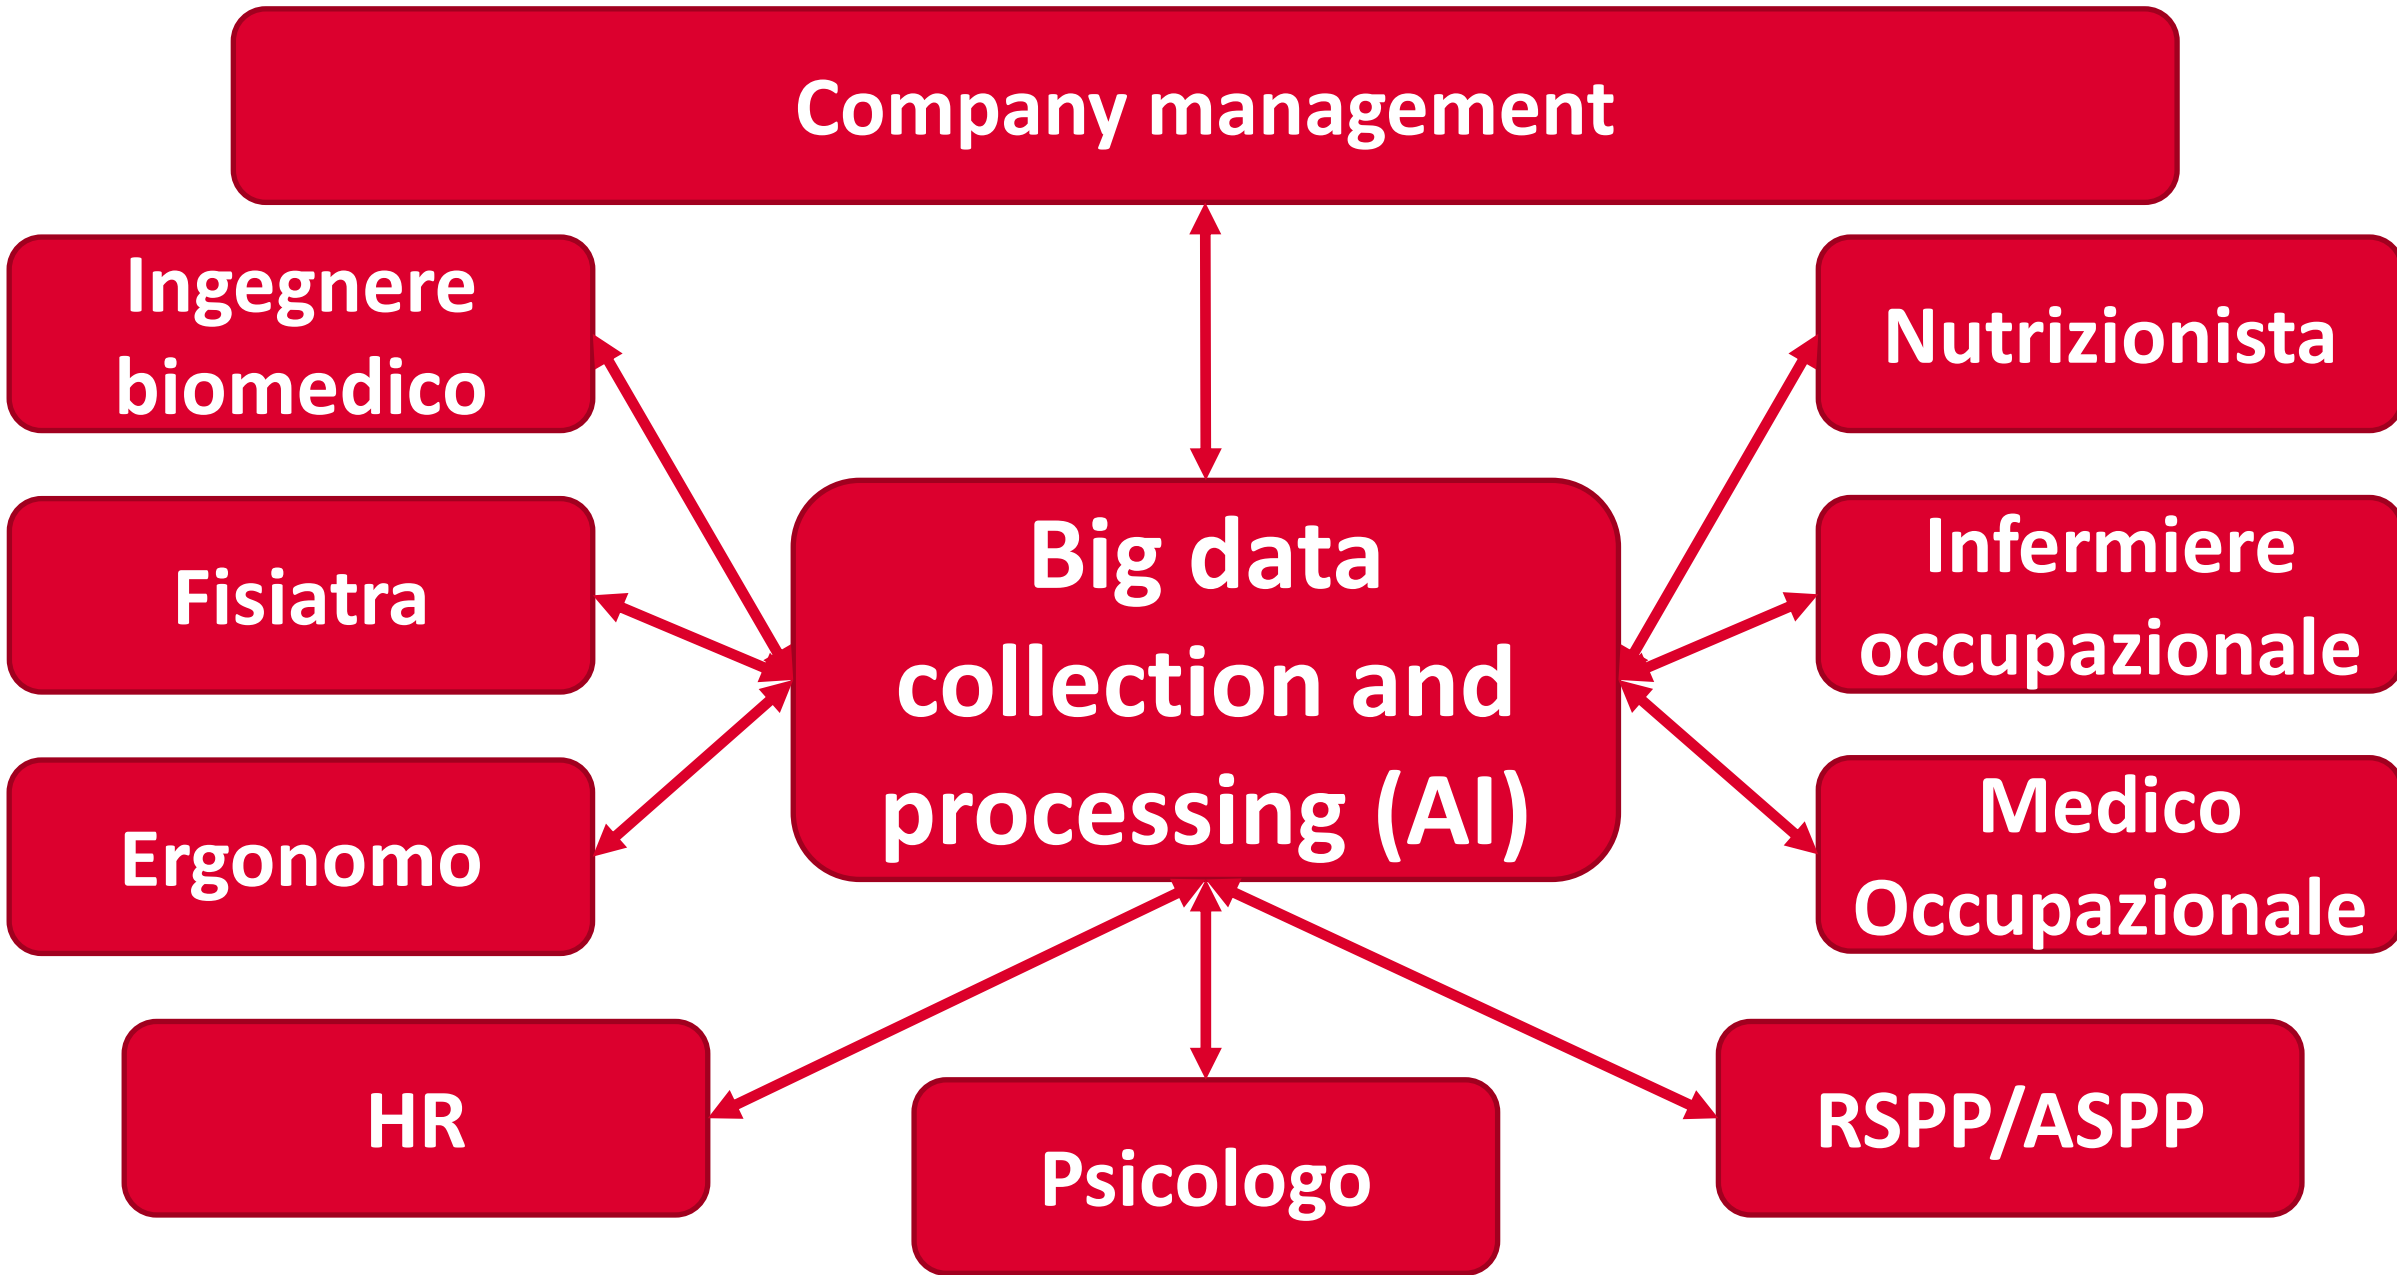 Company management
Ingegnere
biomedico
Nutrizionista
Fisiatra
Big data
collection and
processing (AI)
Infermiere
occupazionale
Ergonomo
Medico
Occupazionale
HR
Psicologo
RSPP/ASPP